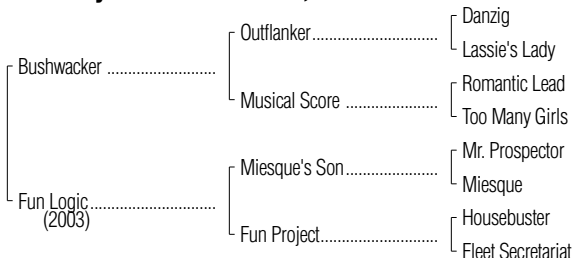 Danzig
Outflanker
Lassie's Lady
Bushwacker
Romantic Lead
Musical Score
Too Many Girls
Mr. Prospector
Miesque's Son
Miesque
Fun Logic
(2003)
Housebuster
Fun Project
Fleet Secretariat